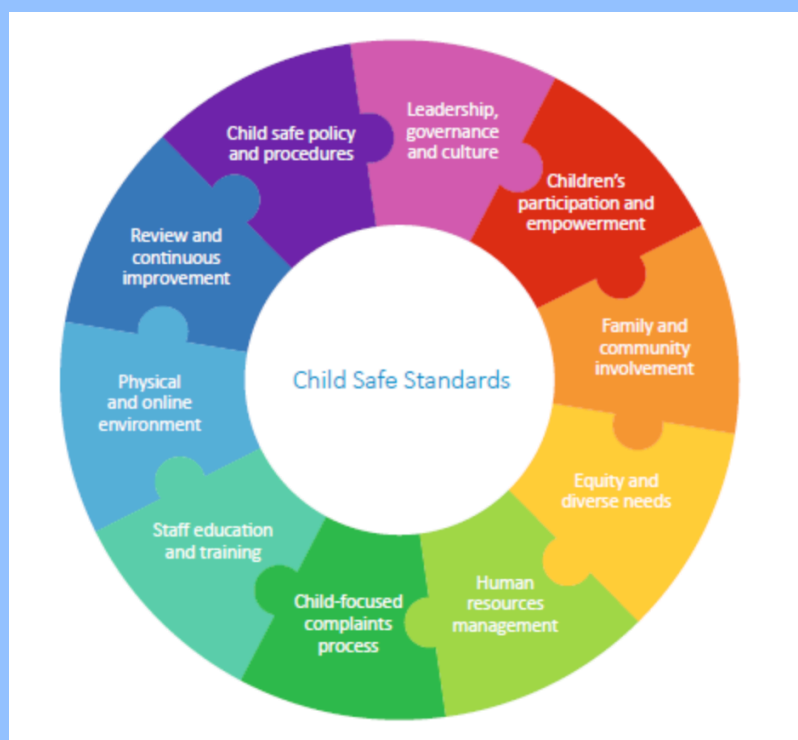 Leadership,
governance
and culture
Children's
participation and
empowerment
Family and
community
involvement
Equity and
diverse needs
Human
resources
management
Child-focused
complaints
process
Staff education
and training
Physical
and online
environment
Review and
continuous
improvement
Child safe policy
and procedures
Child Safe Standards